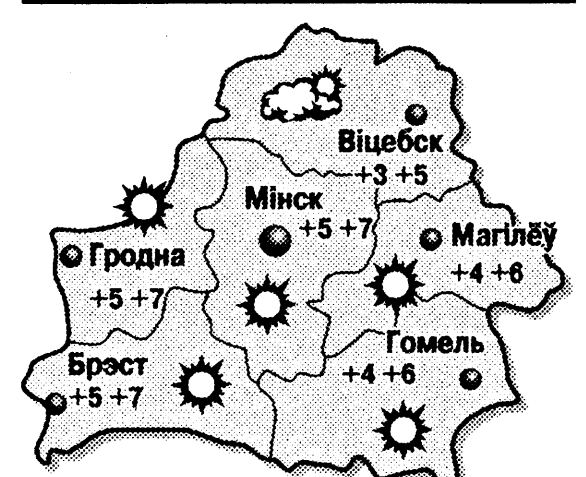 Віцебск
+3 +5
Мінск
+5 +7
Магілёў
+4 +6
Гродна
+5 +7
Гомель
+4 +6
Брэст
+5 +7